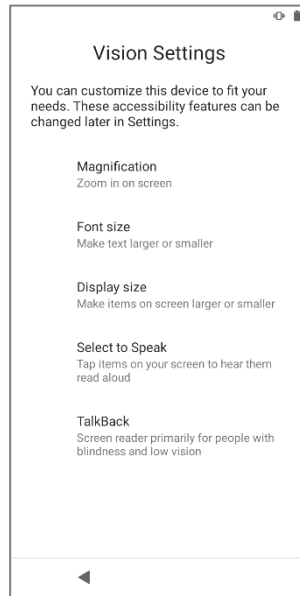 Vision Settings
You can customize this device to fit your
needs. These accessibility features can be
changed later in Settings.
Magnification
Zoom in on screen
Font size
Make text larger or smaller
Display size
Make items on screen larger or smaller
Select to Speak
Tap items on your screen to hear them
read aloud
TalkBack
Screen reader primarily for people with
blindness and low vision